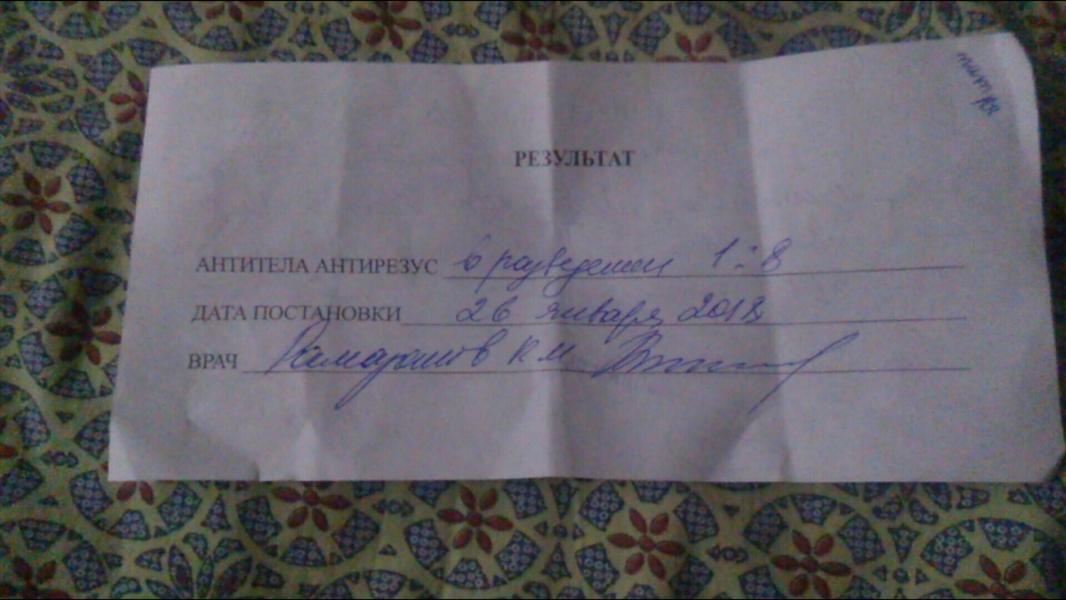 РЕЗУЛЬТАТ
АНТИТЕЛА АНТИРЕЗУС в разведении 1:8
ДАТА ПОСТАНОВКИ 26 января 2018
ВРАЧ К М